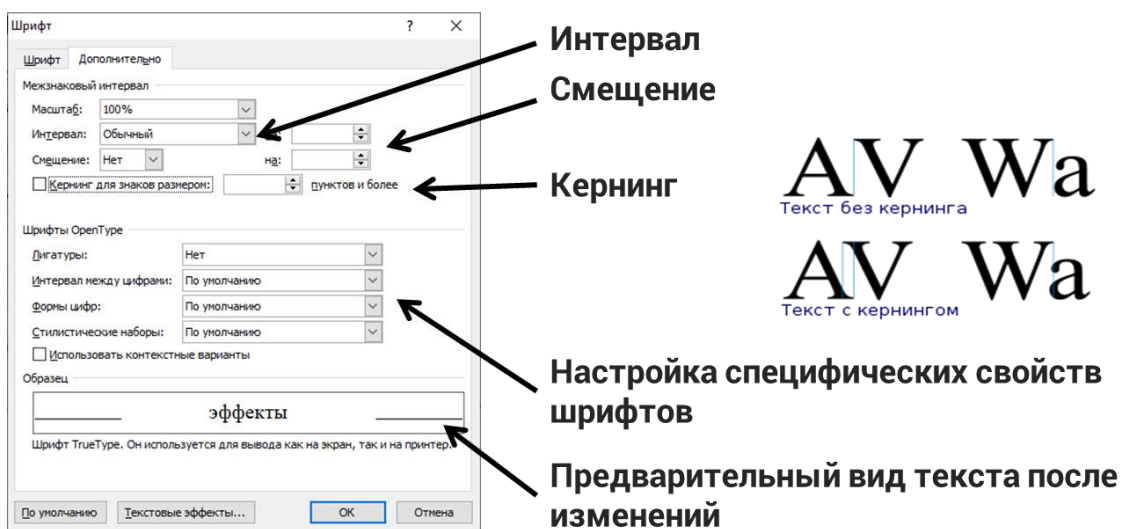 Шрифт ? X
Шрифт Дополнительно
Межзнаковый интервал
Масштаб: 100%
Интервал: Обычный
Смещение: Нет на:
Кернинг для знаков размером: пунктов и более
Шрифты OpenType
Лигатуры: Нет
Интервал между цифрами: По умолчанию
Формы цифр: По умолчанию
Стилистические наборы: По умолчанию
Использовать контекстные варианты
Образец
эффекты
Шрифт TrueType. Он используется для вывода как на экран, так и на принтер.
По умолчанию Текстовые эффекты... ОК Отмена
Интервал
Смещение
Кернинг
AV Wa
Текст без кернинга
AV Wa
Текст с кернингом
Настройка специфических свойств
шрифтов
Предварительный вид текста после
изменений